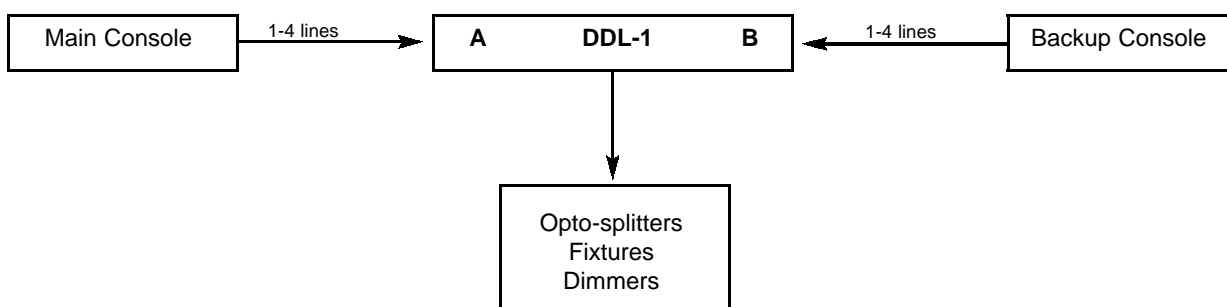 Main Console
1-4 lines
A DDL-1 B
1-4 lines
Backup Console
Opto-splitters
Fixtures
Dimmers